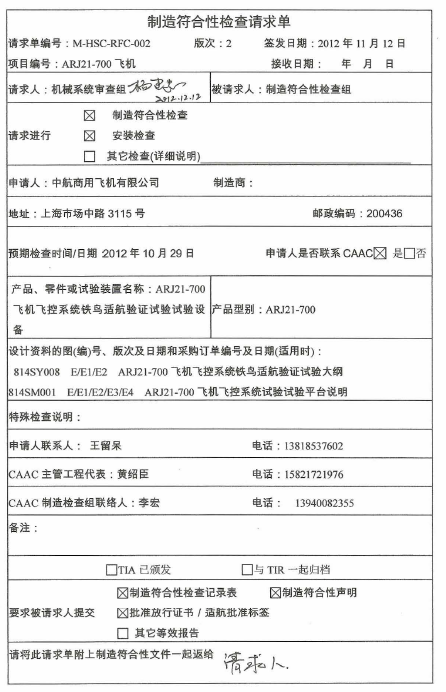 制造符合性检查请求单
请求单编号：M-HSC-RFC-002 版次：2 签发日期：2012 年 11 月 12 日
项目编号：ARJ21-700 飞机 接收日期： 年 月 日
请求人：机械系统审查组 2012.12.12 被请求人：制造符合性检查组
☒ 制造符合性检查
请求进行 ☒ 安装检查
☐ 其它检查(详细说明)
申请人：中航商用飞机有限公司 制造商：
地址：上海市场中路 3115 号 邮政编码：200436
预期检查时间/日期：2012 年 10 月 29 日 申请人是否联系 CAAC☒ 是☐否
产品、零件或试验装置名称：ARJ21-700
飞机飞控系统铁鸟适航验证试验试验设备 产品型别：ARJ21-700
设计资料的图(编)号、版次及日期和采购订单编号及日期(适用时)：
814SY008 E/E1/E2 ARJ21-700 飞机飞控系统铁鸟适航验证试验大纲
814SM001 E/E1/E2/E3/E4 ARJ21-700 飞机飞控系统试验试验平台说明
特殊检查说明：
申请人联系人： 王留呆 电话：13818537602
CAAC 主管工程代表：黄绍臣 电话：15821721976
CAAC 制造检查组联络人：李宏 电话： 13940082355
备注：
☐TIA 已颁发 ☐与 TIR 一起归档
☒制造符合性检查记录表 ☒制造符合性声明
要求被请求人提交 ☒批准放行证书 / 适航批准标签
☐ 其它等效报告
请将此请求单附上制造符合性文件一起返给 请求人.